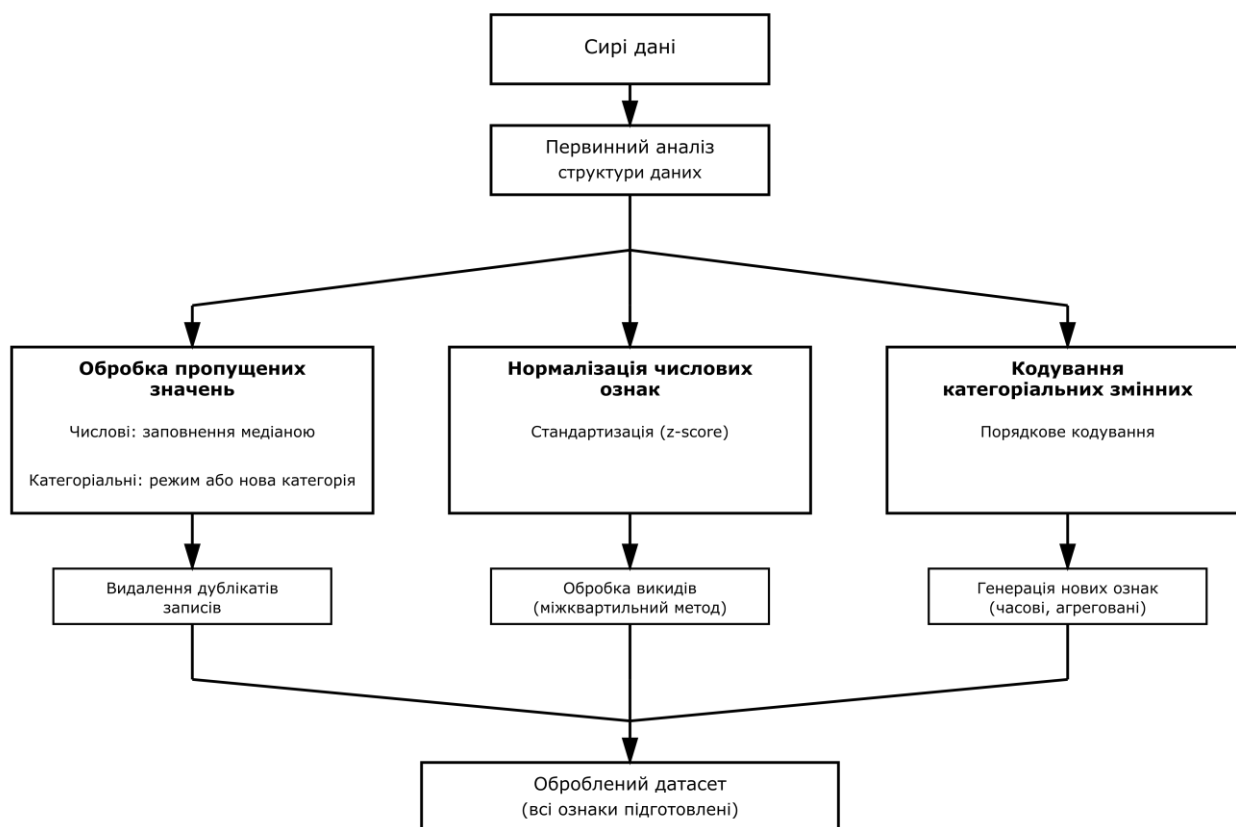 Сирі дані
Первинний аналіз
структури даних
Обробка пропущених
значень
Числові: заповнення медіаною
Категоріальні: режим або нова категорія
Нормалізація числових
ознак
Стандартизація (z-score)
Кодування
категоріальних змінних
Порядкове кодування
Видалення дублікатів
записів
Обробка викидів
(міжквартильний метод)
Генерація нових ознак
(часові, агреговані)
Оброблений датасет
(всі ознаки підготовлені)